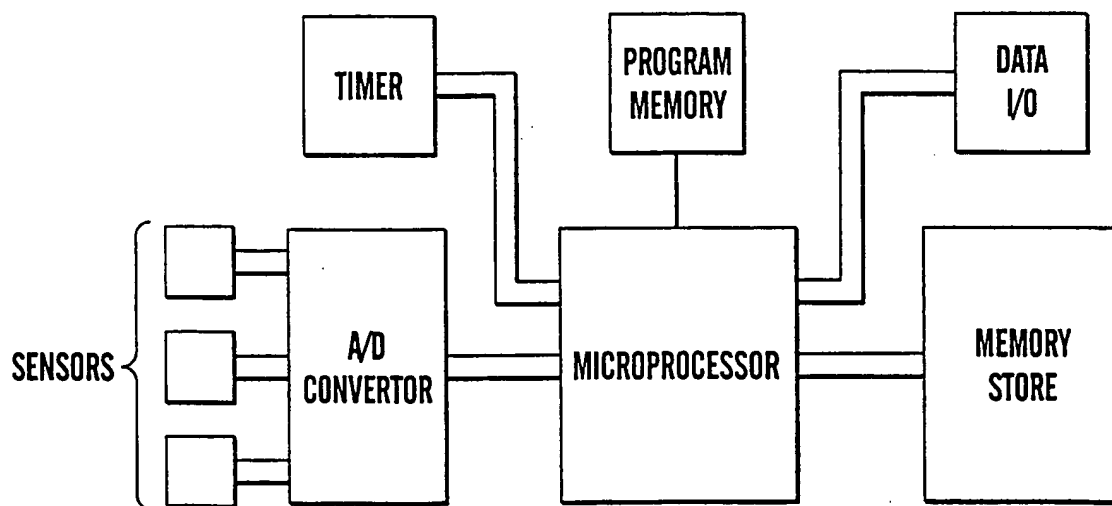 TIMER
PROGRAM
MEMORY
DATA
I/O
SENSORS
A/D
CONVERTOR
MICROPROCESSOR
MEMORY
STORE